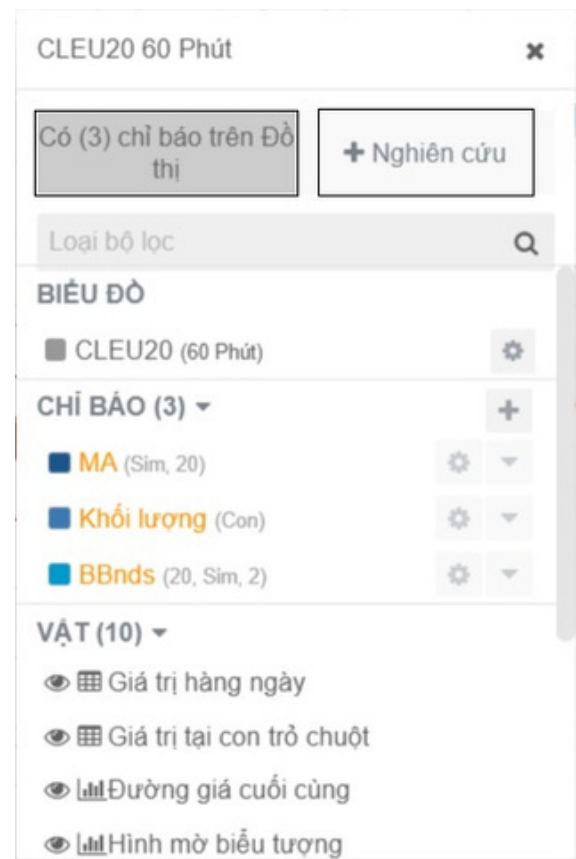 CLEU20 60 Phút
Có (3) chỉ báo trên Đồ
thị
Nghiên cứu
Loại bộ lọc
BIỂU ĐỒ
CLEU20 (60 Phút)
CHỈ BÁO (3)
MA (Sim, 20)
Khối lượng (Con)
BBnds (20, Sim, 2)
VẬT (10)
Giá trị hàng ngày
Giá trị tại con trỏ chuột
Đường giá cuối cùng
Hình mờ biểu tượng